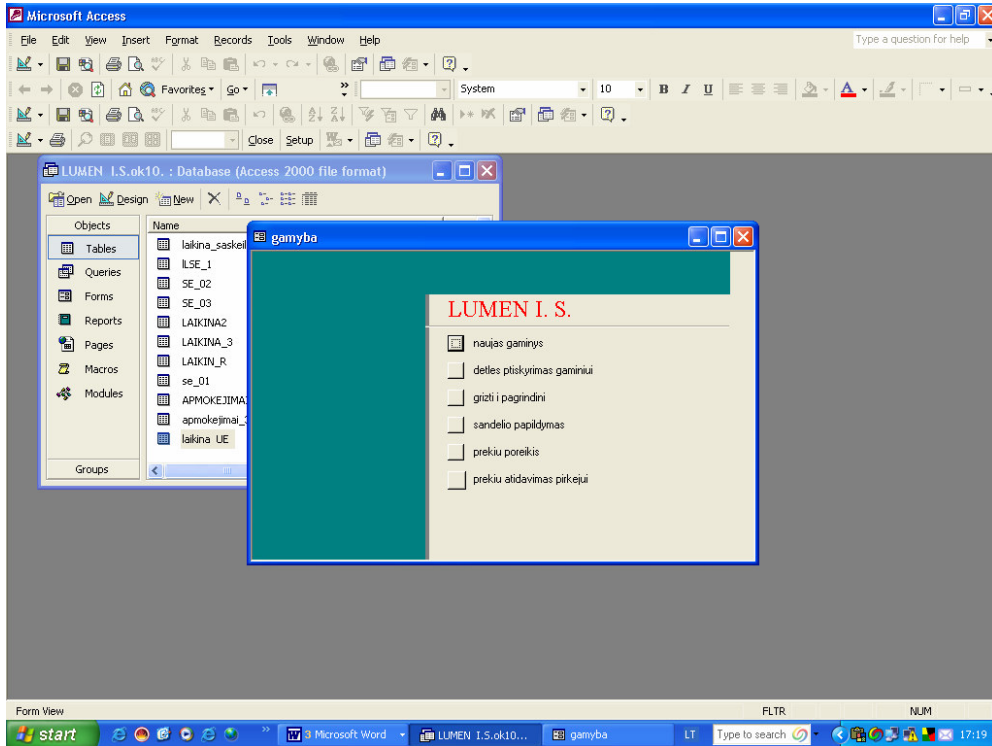 Microsoft Access
File Edit View Insert Format Records Tools Window Help
Type a question for help
Favorites Go System 10 B I U
Close Setup
LUMEN I.S.ok10. : Database (Access 2000 file format)
Open Design New
Objects
Tables
Queries
Forms
Reports
Pages
Macros
Modules
Groups
Name
laikina_saskei
ILSE_1
SE_02
SE_03
LAIKINA2
LAIKINA_3
LAIKIN_R
se_01
APMOKEJIMA
apmokejimai_
laikina UE
gamyba
LUMEN I. S.
naujas gaminys
detles ptiskyrimas gaminiui
grizti i pagrindini
sandelio papildymas
prekiu poreikis
prekiu atidavimas pirkejui
Form View FLTR NUM
start 3 Microsoft Word LUMEN I.S.ok10... gamyba LT Type to search 17:19